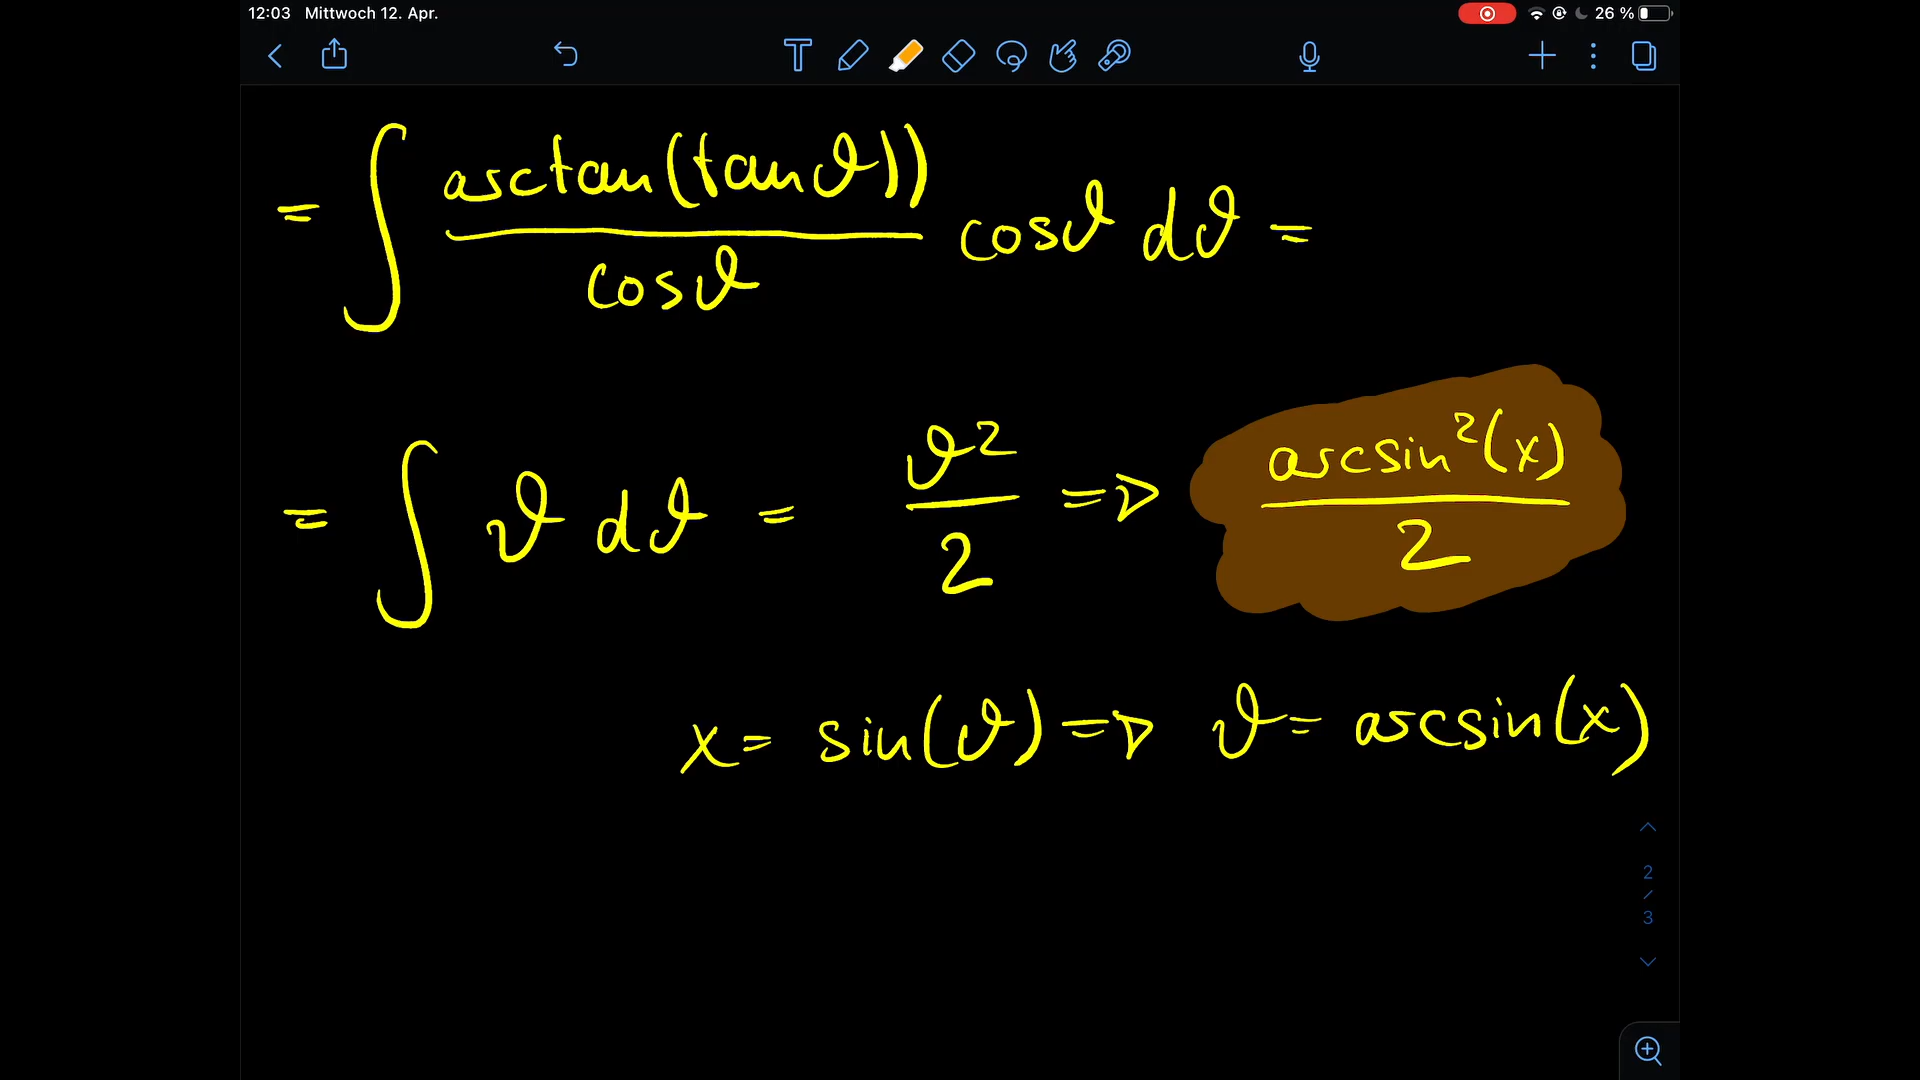 12:03 Mittwoch 12. Apr. 26 %
T
= ∫ arctan(tanϑ)) / cosϑ cosϑ dϑ =
= ∫ ϑ dϑ = ϑ² / 2 => arcsin²(x) / 2
x = sin(ϑ) => ϑ = arcsin(x)
2
/
3